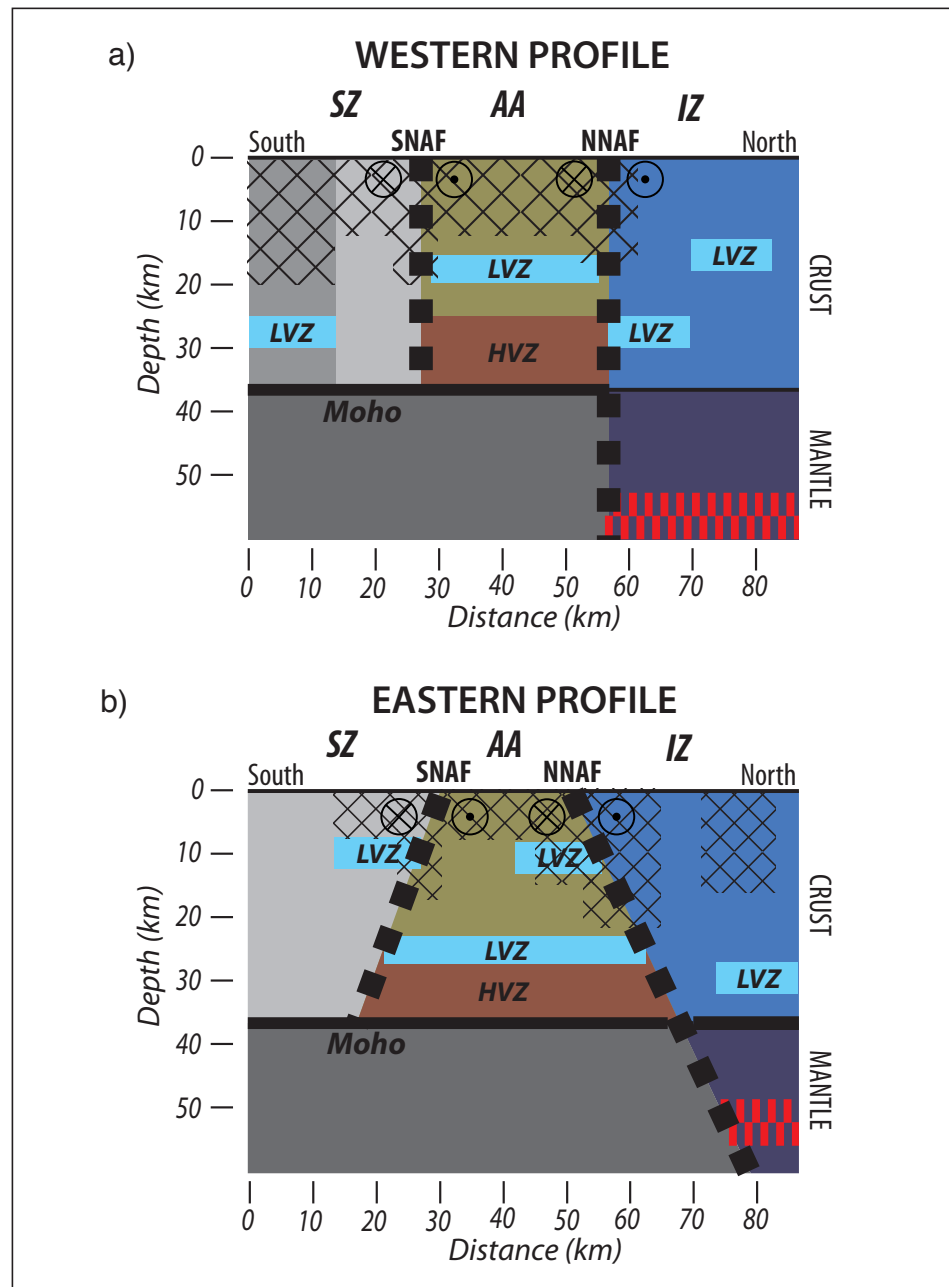 a)
WESTERN PROFILE
SZ AA IZ
South SNAF NNAF North
0
10
20
30
40
50
Depth (km)
LVZ
LVZ
LVZ
LVZ
HVZ
Moho
CRUST
MANTLE
0 10 20 30 40 50 60 70 80
Distance (km)
b)
EASTERN PROFILE
SZ AA IZ
South SNAF NNAF North
0
10
20
30
40
50
Depth (km)
LVZ
LVZ
LVZ
LVZ
HVZ
Moho
CRUST
MANTLE
0 10 20 30 40 50 60 70 80
Distance (km)